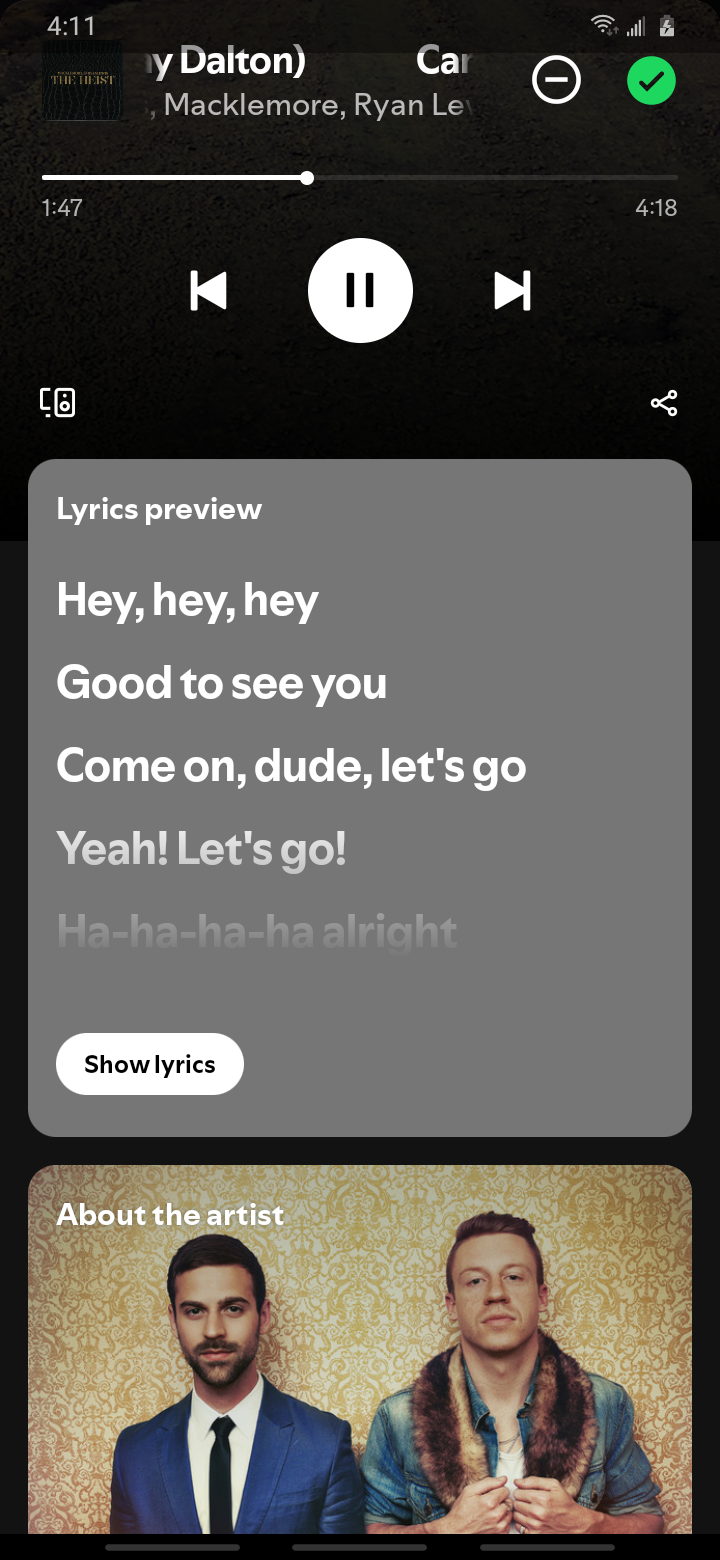 4:11
ny Dalton) Car
THE HEIST
, Macklemore, Ryan Lew
1:47
4:18
Lyrics preview
Hey, hey, hey
Good to see you
Come on, dude, let's go
Yeah! Let's go!
Ha-ha-ha-ha alright
Show lyrics
About the artist